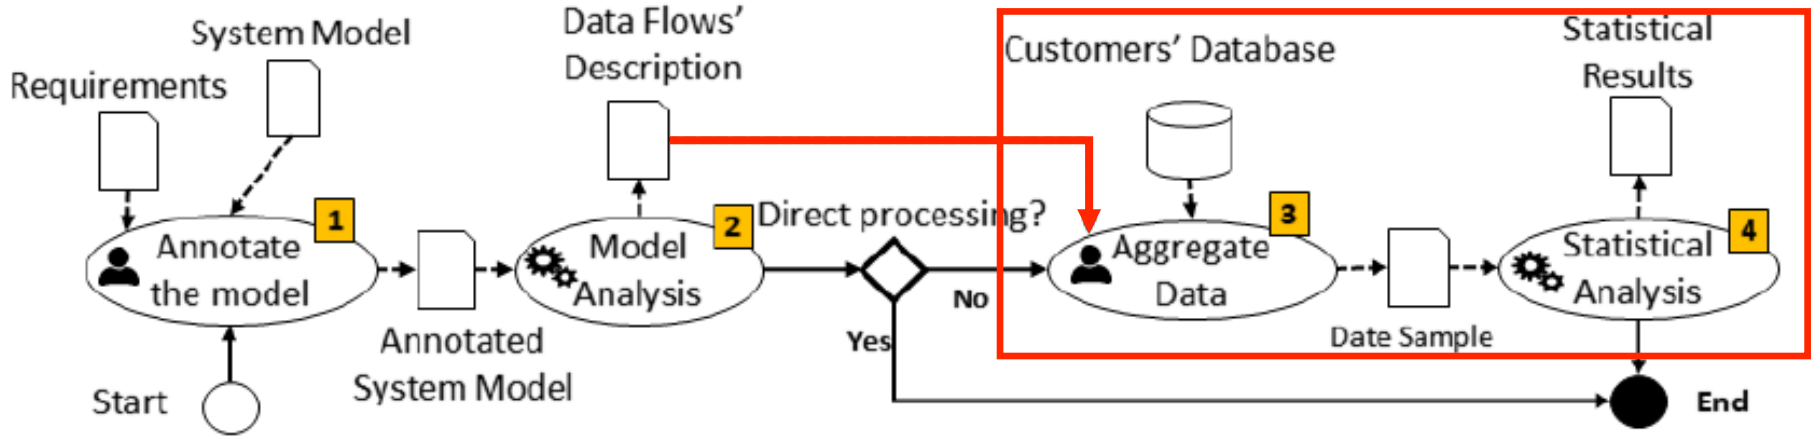 Requirements
System Model
Data Flows’
Description
Customers’ Database
Statistical
Results
1
Annotate
the model
2
Model
Analysis
Direct processing?
3
Aggregate
Data
4
Statistical
Analysis
No
Yes
Annotated
System Model
Date Sample
Start
End